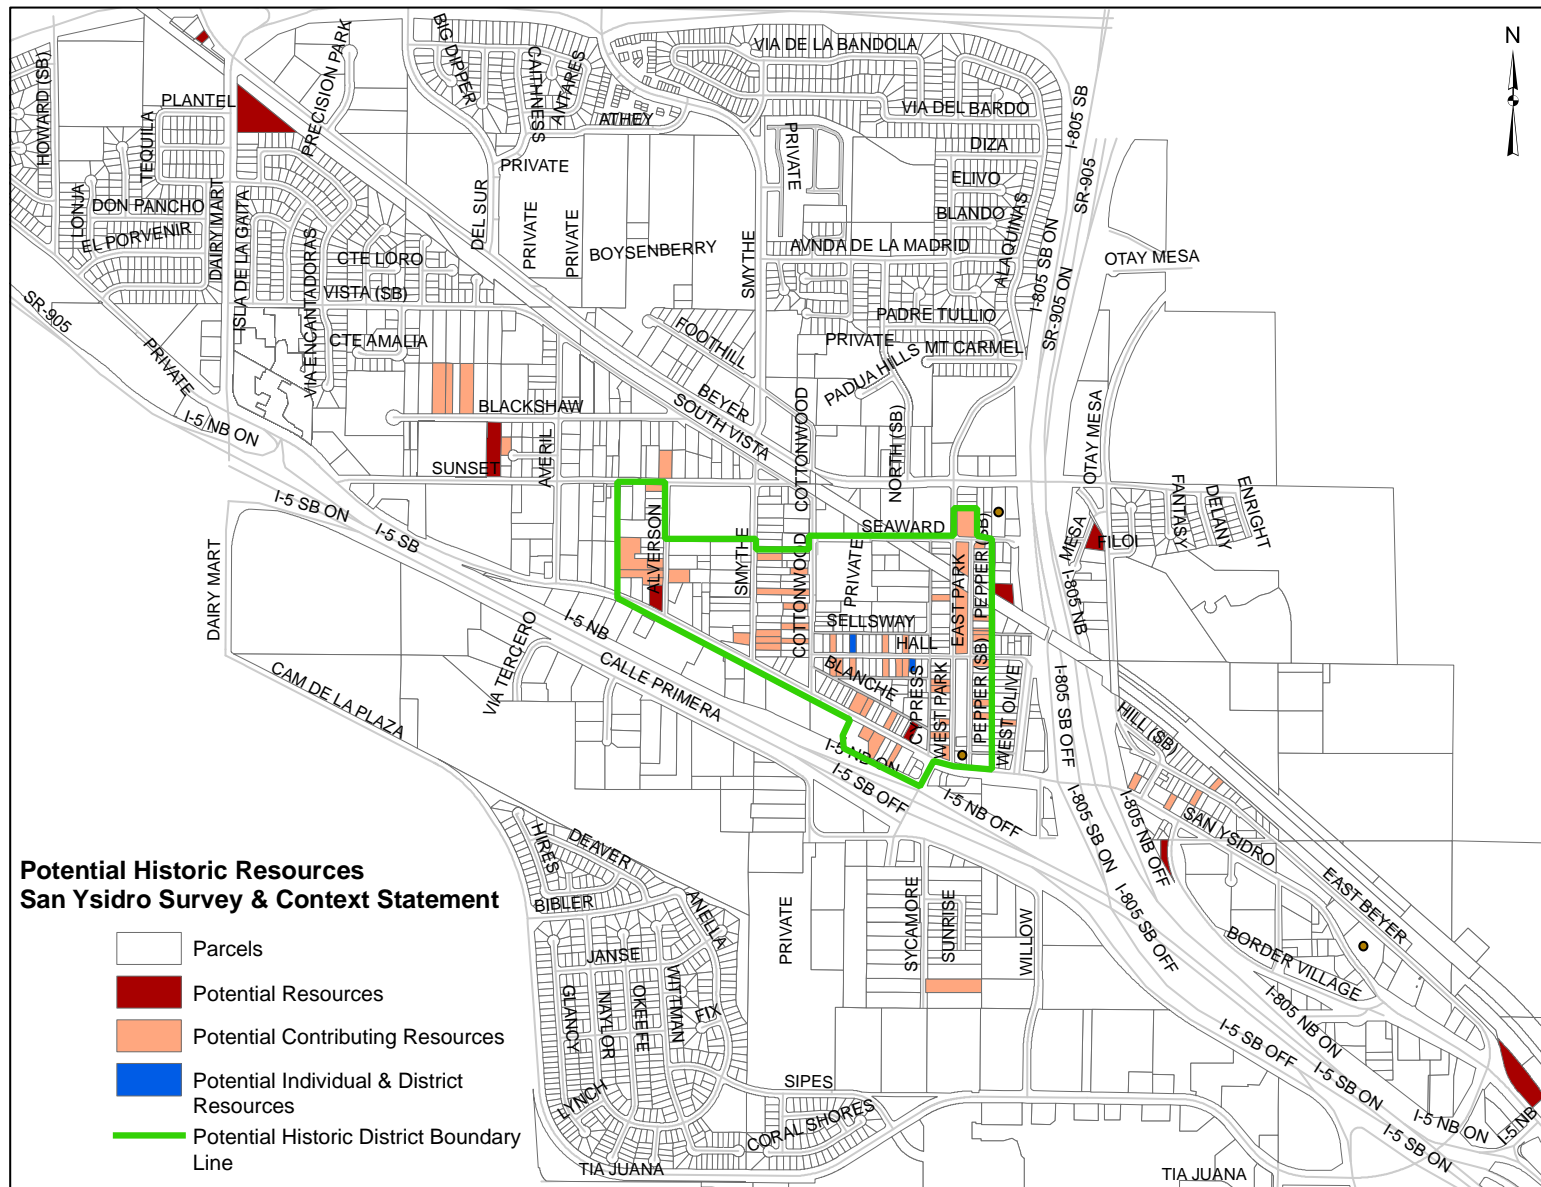 N
BIG DIPPER
CAITHNESS
ANTARES
ATHEY
VIA DE LA BANDOLA
VIA DEL BARDO
DIZA
ELIVO
BLANDO
ALAQUINAS
I-805 SB
SR-905
HOWARD (SB)
PLANTEL
PRECISION PARK
TEQUILA
LONJA
DON PANCHO
EL PORVENIR
DAIRY MART
ISLA DE LA GAITA
VIA ENCANTADORAS
CTE LORO
VISTA (SB)
CTE AMALIA
DEL SUR
PRIVATE
PRIVATE
PRIVATE
PRIVATE
BOYSENBERRY
SMYTHE
AVNDA DE LA MADRID
I-805 SB ON
SR-905 ON
OTAY MESA
PADRE TULLIO
PRIVATE
MT CARMEL
PADUA HILLS
SR-905
PRIVATE
FOOTHILL
BEYER
SOUTH VISTA
COTTONWOOD
NORTH (SB)
OTAY MESA
I-5 NB ON
BLACKSHAW
SUNSET
AVERIL
I-5 SB ON
I-5 SB
ALVERSON
SMYTHE
COTTONWOOD
PRIVATE
SEAWARD
EAST PARK
PEPPER (SB)
PEPPER (SB)
MESA
FILOI
FANTASY
DELANY
ENRIGHT
I-805 NB
DAIRY MART
SELLSWAY
HALL
BLANCHE
CYPRESS
WEST PARK
WEST OLIVE
I-5 NB
VIA TERCERO
CALLE PRIMERA
CAM DE LA PLAZA
I-5 NB ON
I-5 SB OFF
I-5 NB OFF
I-805 SB OFF
HILL (SB)
I-805 SB ON
I-805 NB OFF
SAN YSIDRO
EAST BEYER
HIRES
DEAVER
BIBLER
ANELLA
JANSE
GLANCY
NAYLOR
OKEEFE
WITTMAN
FIX
LYNCH
PRIVATE
SYCAMORE
SUNRISE
WILLOW
I-805 SB OFF
BORDER VILLAGE
I-805 NB ON
I-5 SB OFF
I-5 SB ON
I-5 NB ON
I-5 NB
I-5 SB ON
SIPES
CORAL SHORES
TIA JUANA
TIA JUANA
Potential Historic Resources
San Ysidro Survey & Context Statement
Parcels
Potential Resources
Potential Contributing Resources
Potential Individual & District
Resources
Potential Historic District Boundary
Line